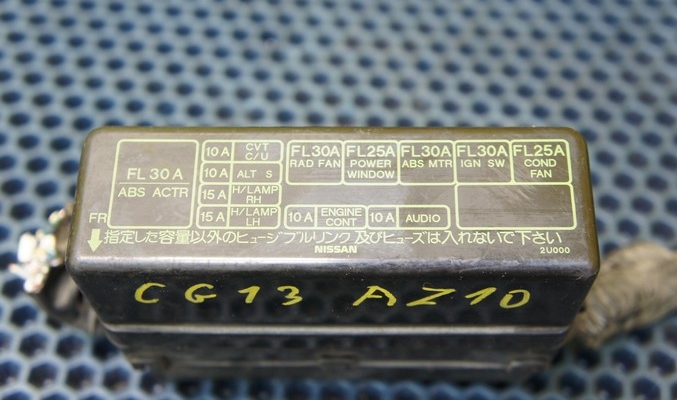 FL 30 A
ABS ACTR
10 A CVT C/U
10 A ALT S
15 A H/LAMP RH
15 A H/LAMP LH
FL30A RAD FAN
FL25A POWER WINDOW
FL30A ABS MTR
FL30A IGN SW
FL25A COND FAN
10 A ENGINE CONT
10 A AUDIO
FR
指定した容量以外のヒュージブルリンク及びヒューズは入れないで下さい
NISSAN
2U000
CG13 AZ10